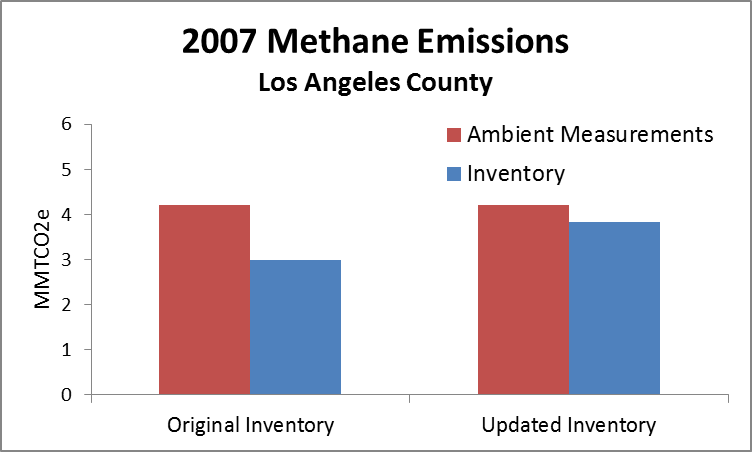 2007 Methane Emissions
Los Angeles County
Ambient Measurements
Inventory
MMTCO2e
6
5
4
3
2
1
0
Original Inventory
Updated Inventory